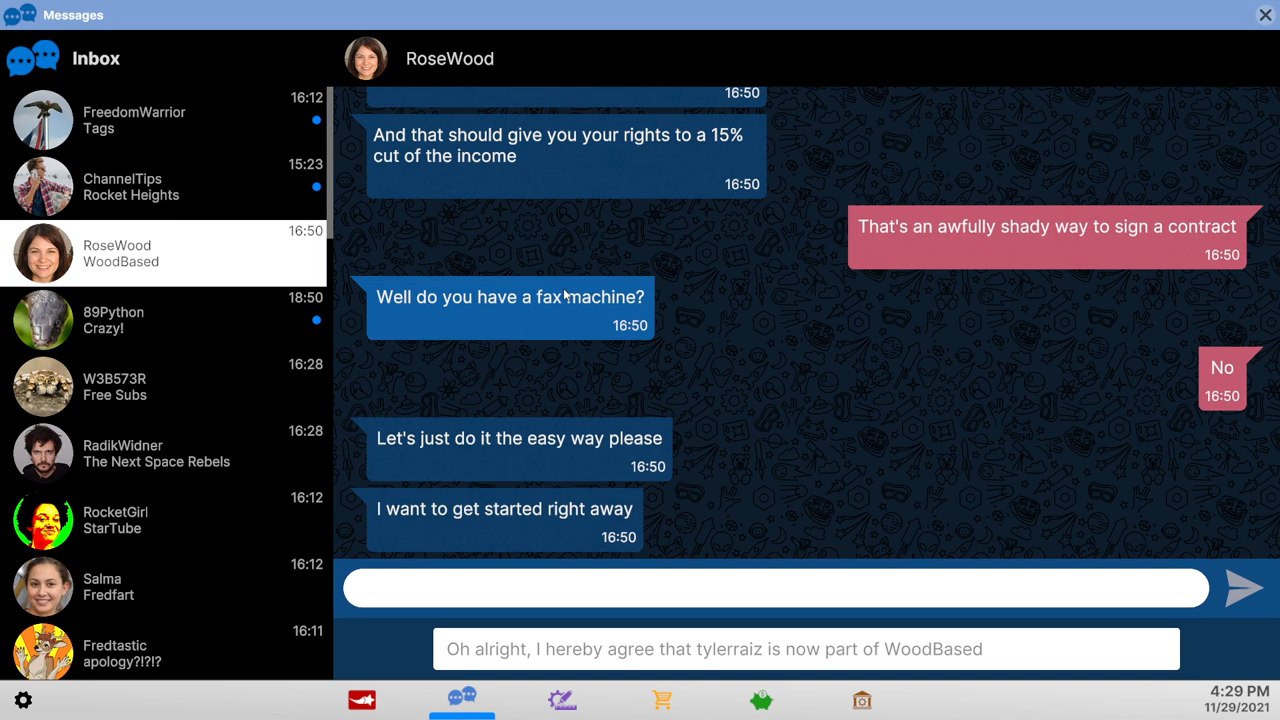 Messages
Inbox
FreedomWarrior
Tags
16:12
ChannelTips
Rocket Heights
15:23
RoseWood
WoodBased
16:50
89Python
Crazy!
18:50
W3B573R
Free Subs
16:28
RadikWidner
The Next Space Rebels
16:28
RocketGirl
StarTube
16:12
Salma
Fredfart
16:12
Fredtastic
apology?!?!?
16:11
RoseWood
16:50
And that should give you your rights to a 15%
cut of the income
16:50
That's an awfully shady way to sign a contract
16:50
Well do you have a fax machine?
16:50
No
16:50
Let's just do it the easy way please
16:50
I want to get started right away
16:50
Oh alright, I hereby agree that tylerraiz is now part of WoodBased
4:29 PM
11/29/2021